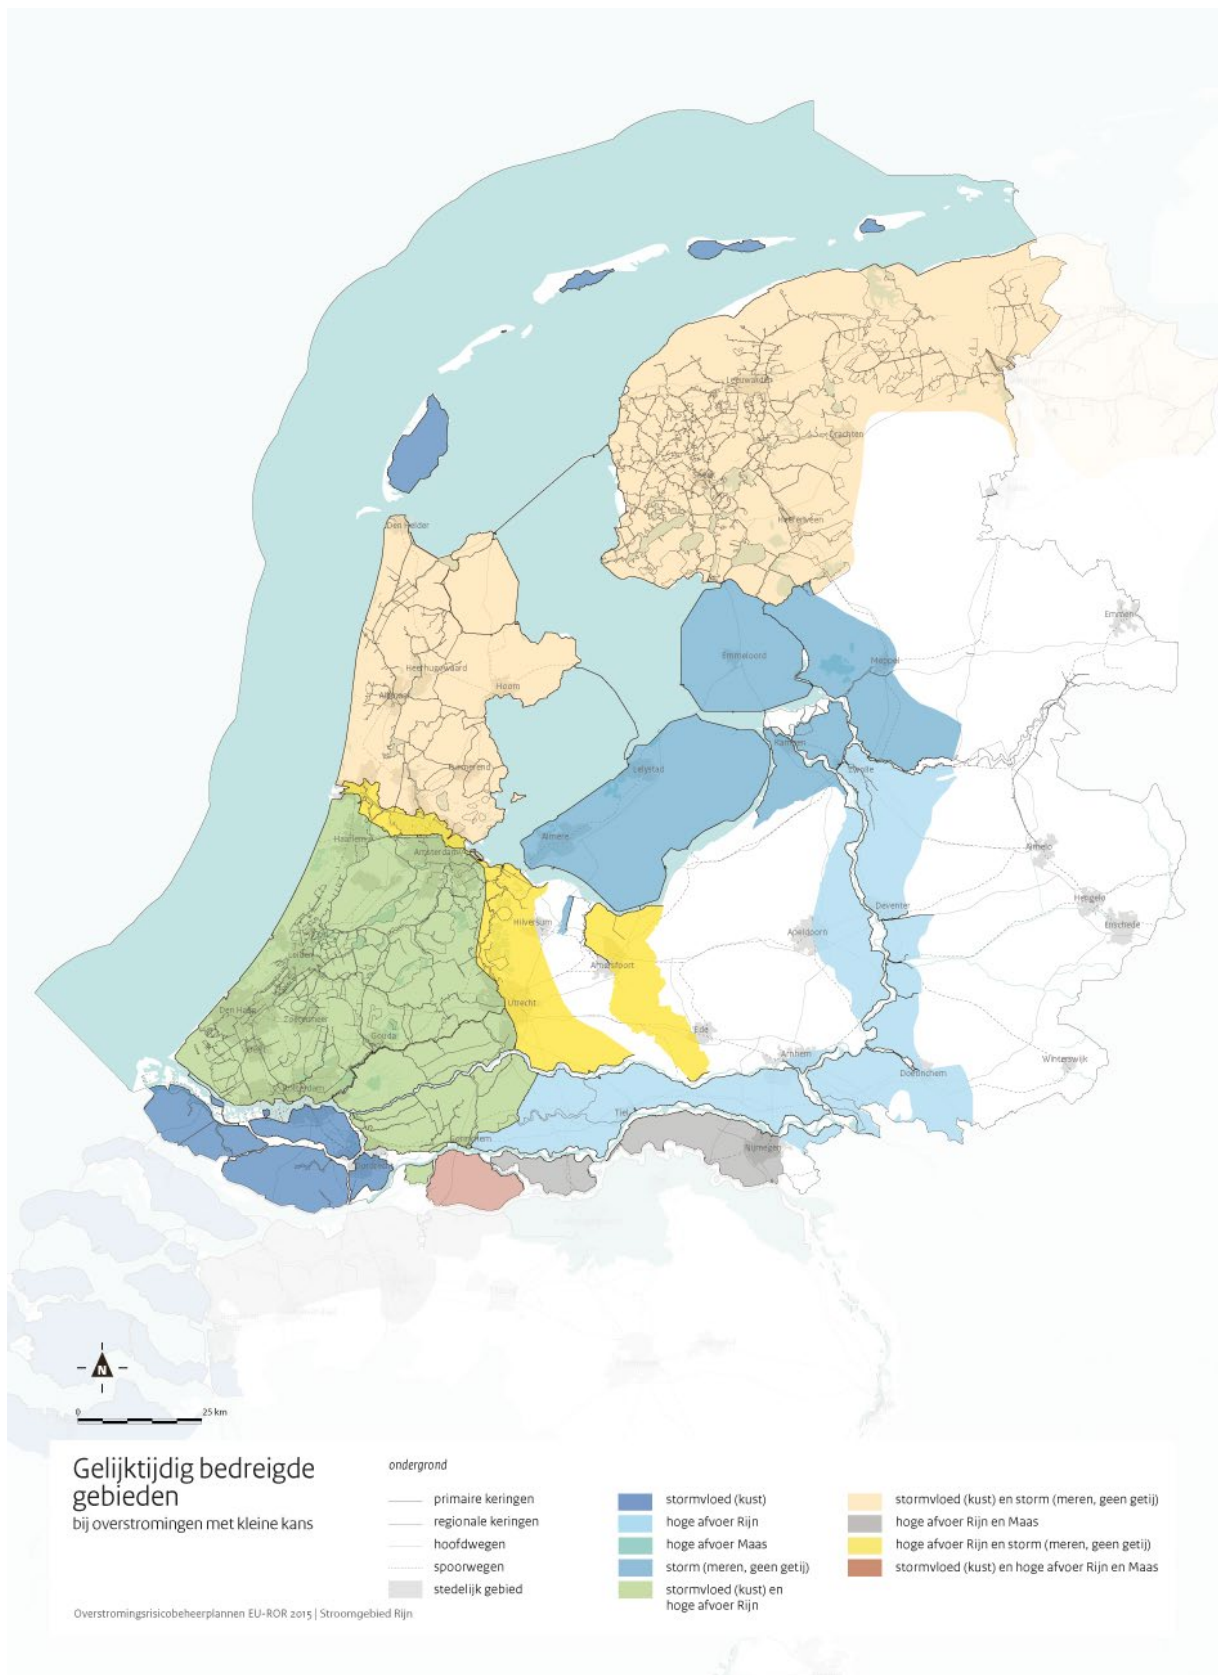 Leeuwarden
Drachten
Heerenveen
Den Helder
Emmen
Emmeloord
Meppel
Heerhugowaard
Hoorn
Alkmaar
Kampen
Purmerend
Lelystad
Zwolle
Almere
Haarlem
Amsterdam
Almelo
Deventer
Hengelo
Hilversum
Enschede
Apeldoorn
Leiden
Amersfoort
Utrecht
Den Haag
Zoetermeer
Gouda
Delft
Ede
Arnhem
Winterswijk
Doetinchem
Rotterdam
Tiel
Gorinchem
Nijmegen
Dordrecht
N
0 25 km
Gelijktijdig bedreigde
gebieden
bij overstromingen met kleine kans
Overstromingsrisicobeheerplannen EU-ROR 2015 | Stroomgebied Rijn
ondergrond
primaire keringen
regionale keringen
hoofdwegen
spoorwegen
stedelijk gebied
stormvloed (kust)
hoge afvoer Rijn
hoge afvoer Maas
storm (meren, geen getij)
stormvloed (kust) en
hoge afvoer Rijn
stormvloed (kust) en storm (meren, geen getij)
hoge afvoer Rijn en Maas
hoge afvoer Rijn en storm (meren, geen getij)
stormvloed (kust) en hoge afvoer Rijn en Maas